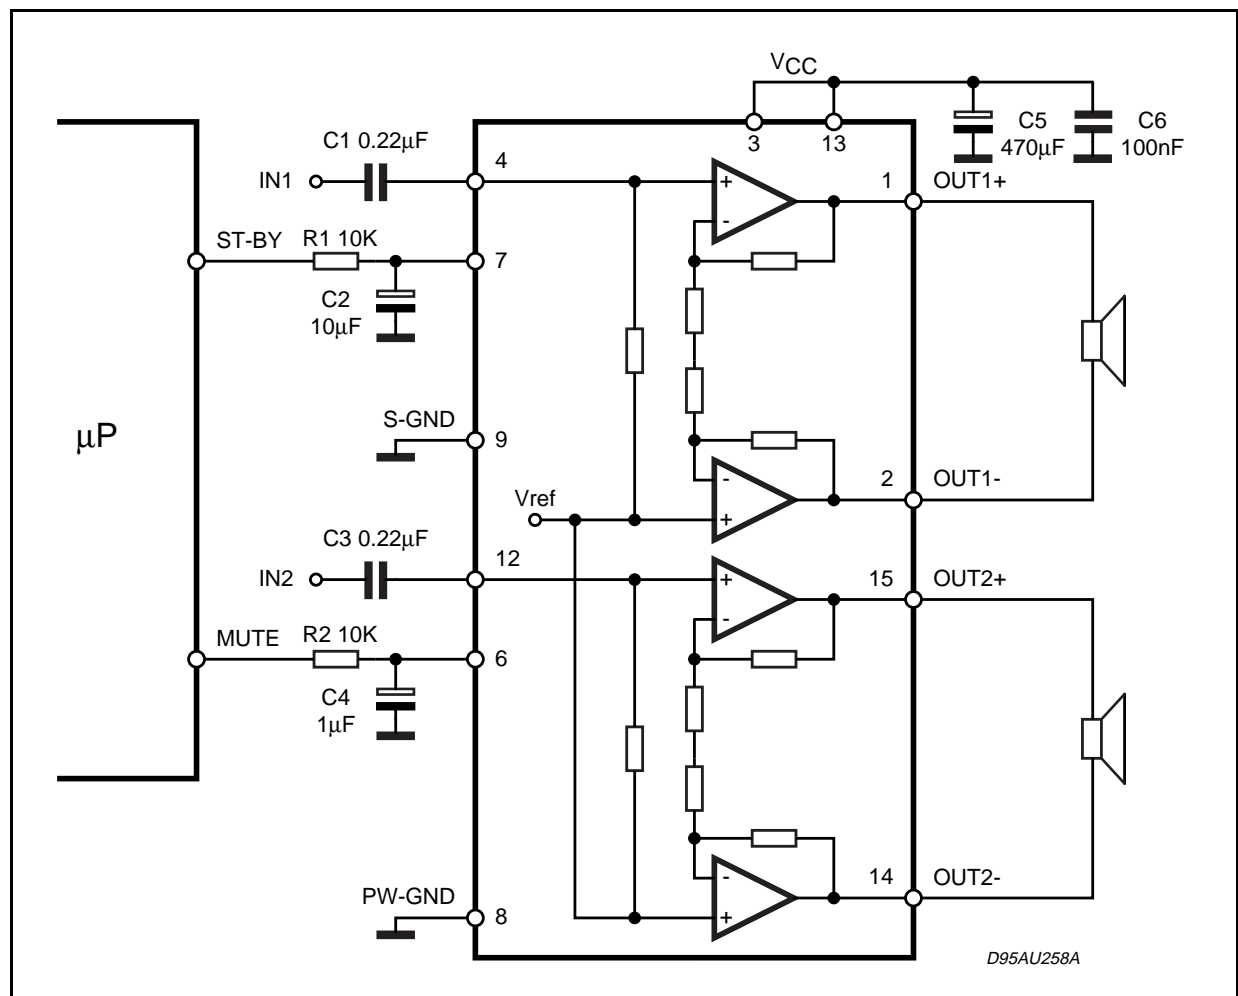 VCC
C1 0.22µF
3
13
C5
470µF
C6
100nF
IN1
4
+
-
1
OUT1+
ST-BY
R1 10K
7
C2
10µF
µP
S-GND
9
-
+
2
OUT1-
Vref
C3 0.22µF
IN2
12
+
-
15
OUT2+
MUTE
R2 10K
6
C4
1µF
PW-GND
8
-
+
14
OUT2-
D95AU258A